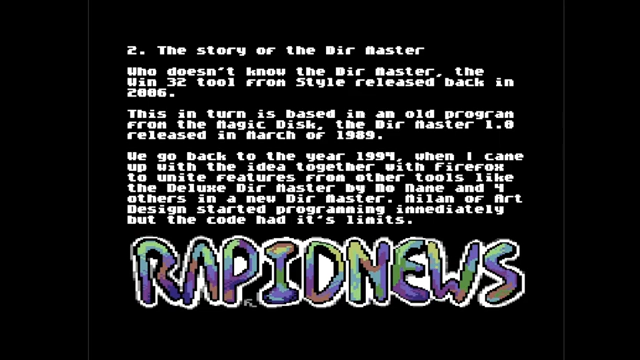 2. The story of the Dir Master
Who doesn't know the Dir Master, the
Win 32 tool from Style released back in
2006.
This in turn is based in an old program
from the Magic Disk, the Dir Master 1.0
released in March of 1989.
We go back to the year 1994, when I came
up with the idea together with Firefox
to unite features from other tools like
the Deluxe Dir Master by No Name and 4
others in a new Dir Master. Milan of Art
Design started programming immediately
but the code had it's limits.
RAPIDNEWS